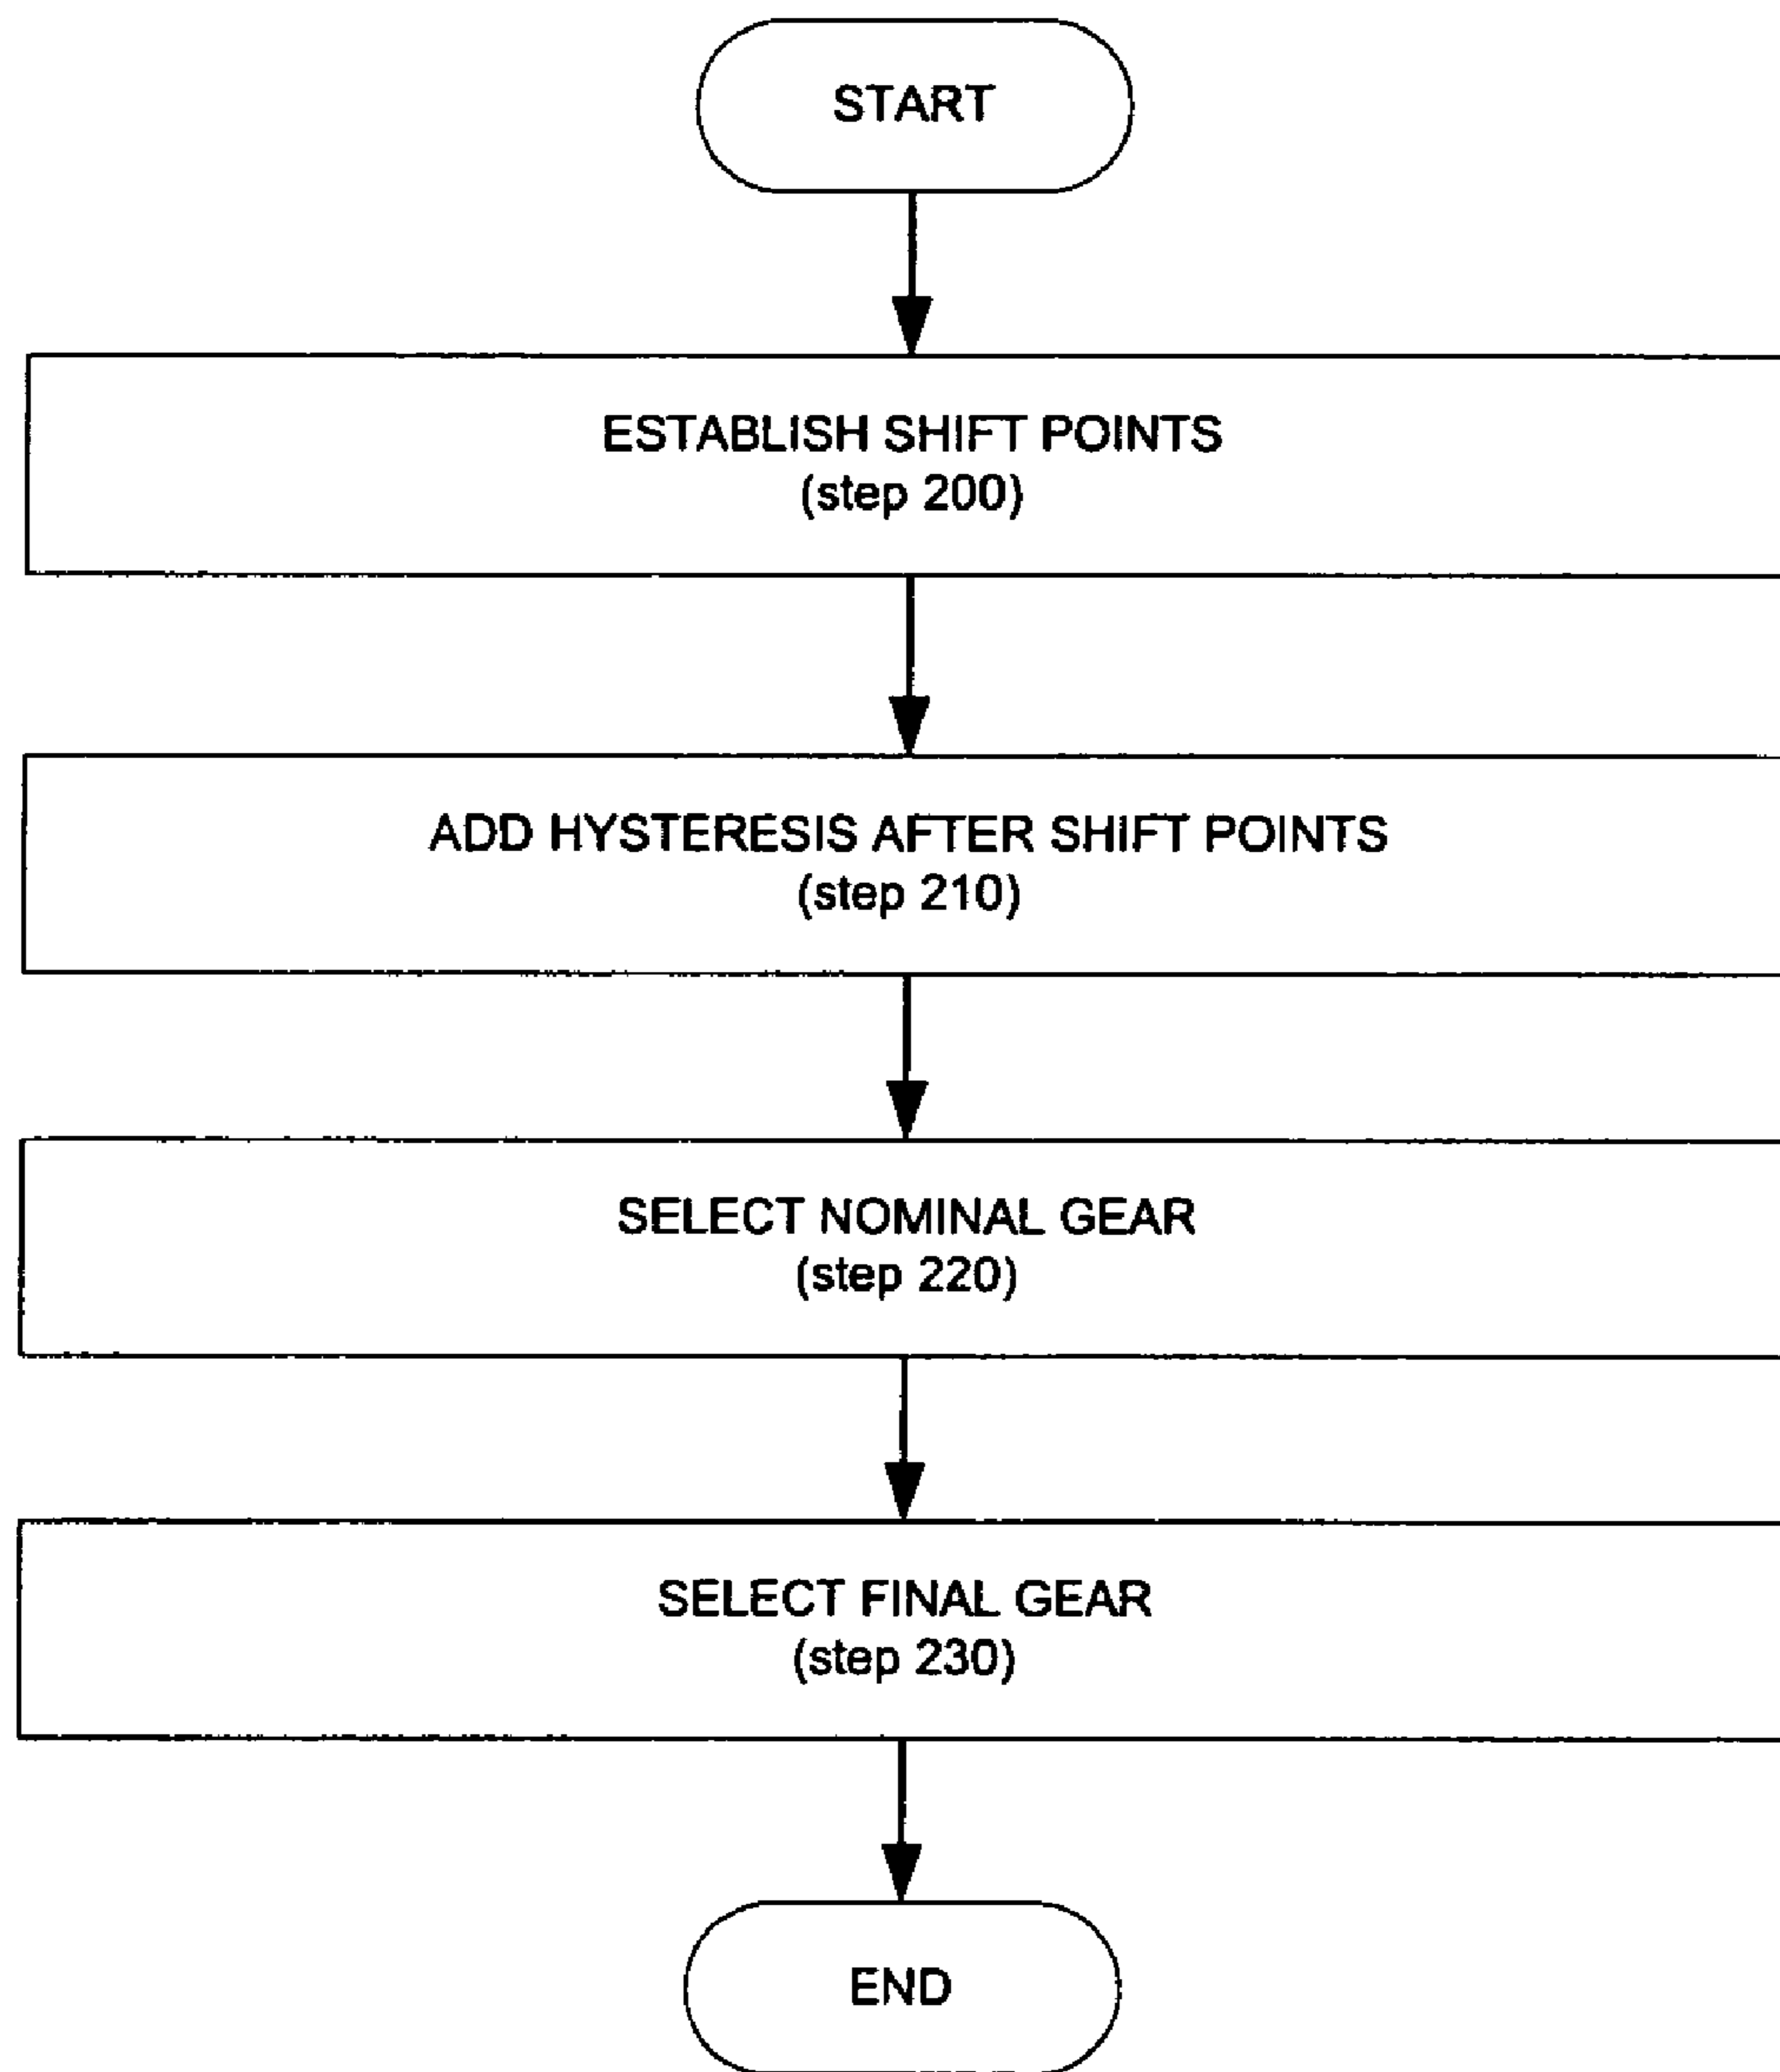 START
ESTABLISH SHIFT POINTS
(step 200)
ADD HYSTERESIS AFTER SHIFT POINTS
(step 210)
SELECT NOMINAL GEAR
(step 220)
SELECT FINAL GEAR
(step 230)
END